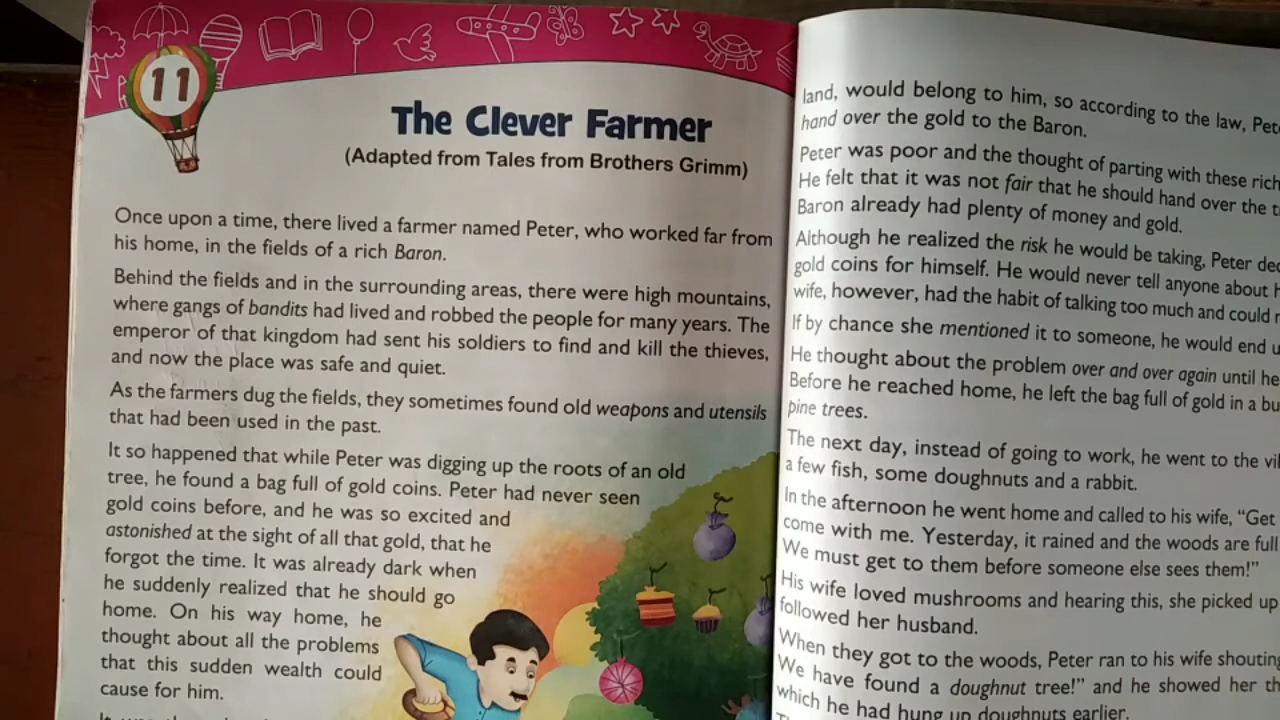 11
The Clever Farmer
(Adapted from Tales from Brothers Grimm)
Once upon a time, there lived a farmer named Peter, who worked far from
his home, in the fields of a rich Baron.
Behind the fields and in the surrounding areas, there were high mountains,
where gangs of bandits had lived and robbed the people for many years. The
emperor of that kingdom had sent his soldiers to find and kill the thieves,
and now the place was safe and quiet.
As the farmers dug the fields, they sometimes found old weapons and utensils
that had been used in the past.
It so happened that while Peter was digging up the roots of an old
tree, he found a bag full of gold coins. Peter had never seen
gold coins before, and he was so excited and
astonished at the sight of all that gold, that he
forgot the time. It was already dark when
he suddenly realized that he should go
home. On his way home, he
thought about all the problems
that this sudden wealth could
cause for him.
land, would belong to him, so according to the law, Pet
hand over the gold to the Baron.
Peter was poor and the thought of parting with these rich
He felt that it was not fair that he should hand over the t
Baron already had plenty of money and gold.
Although he realized the risk he would be taking, Peter dec
gold coins for himself. He would never tell anyone about h
wife, however, had the habit of talking too much and could
If by chance she mentioned it to someone, he would end u
He thought about the problem over and over again until he
Before he reached home, he left the bag full of gold in a bu
pine trees.
The next day, instead of going to work, he went to the vil
a few fish, some doughnuts and a rabbit.
In the afternoon he went home and called to his wife, “Get
come with me. Yesterday, it rained and the woods are full
We must get to them before someone else sees them!”
His wife loved mushrooms and hearing this, she picked up
followed her husband.
When they got to the woods, Peter ran to his wife shouting
We have found a doughnut tree!” and he showed her th
which he had hung up doughnuts earlier.